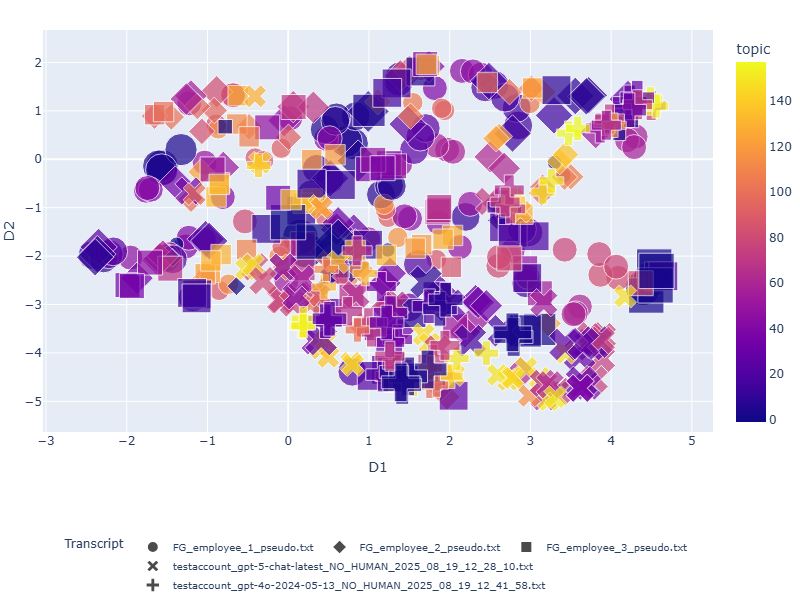 topic
2
1
0
−1
−2
−3
−4
−5
D2
−3
−2
−1
0
1
2
3
4
5
D1
140
120
100
80
60
40
20
0
Transcript
FG_employee_1_pseudo.txt
FG_employee_2_pseudo.txt
FG_employee_3_pseudo.txt
testaccount_gpt-5-chat-latest_NO_HUMAN_2025_08_19_12_28_10.txt
testaccount_gpt-4o-2024-05-13_NO_HUMAN_2025_08_19_12_41_58.txt